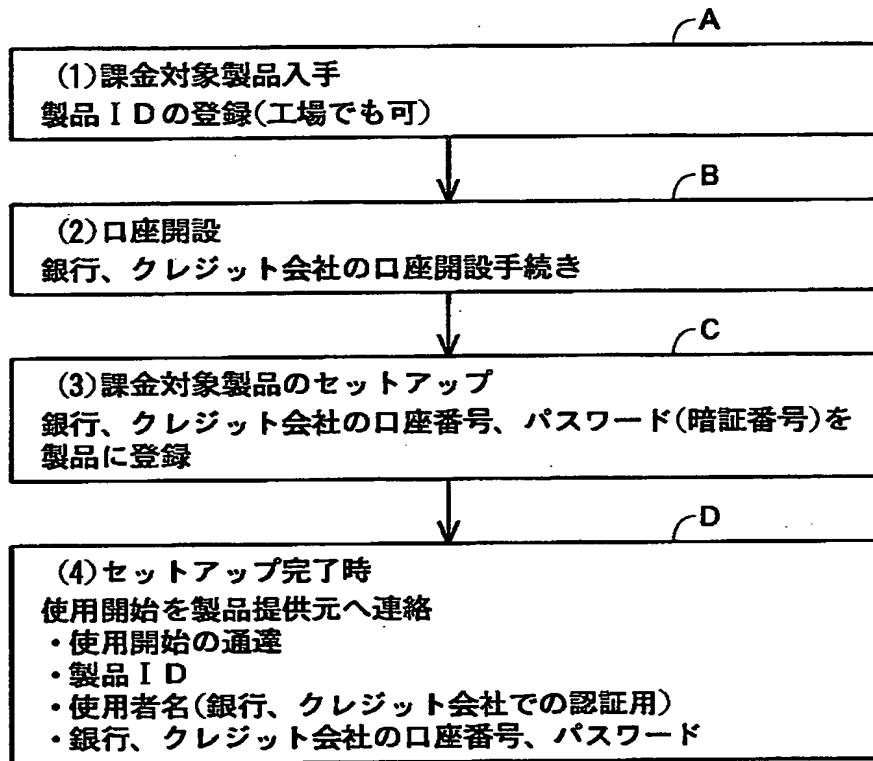 A
(1)課金対象製品入手
製品IDの登録(工場でも可)
B
(2)口座開設
銀行、クレジット会社の口座開設手続き
C
(3)課金対象製品のセットアップ
銀行、クレジット会社の口座番号、パスワード(暗証番号)を
製品に登録
D
(4)セットアップ完了時
使用開始を製品提供元へ連絡
・使用開始の通達
・製品ID
・使用者名(銀行、クレジット会社での認証用)
・銀行、クレジット会社の口座番号、パスワード